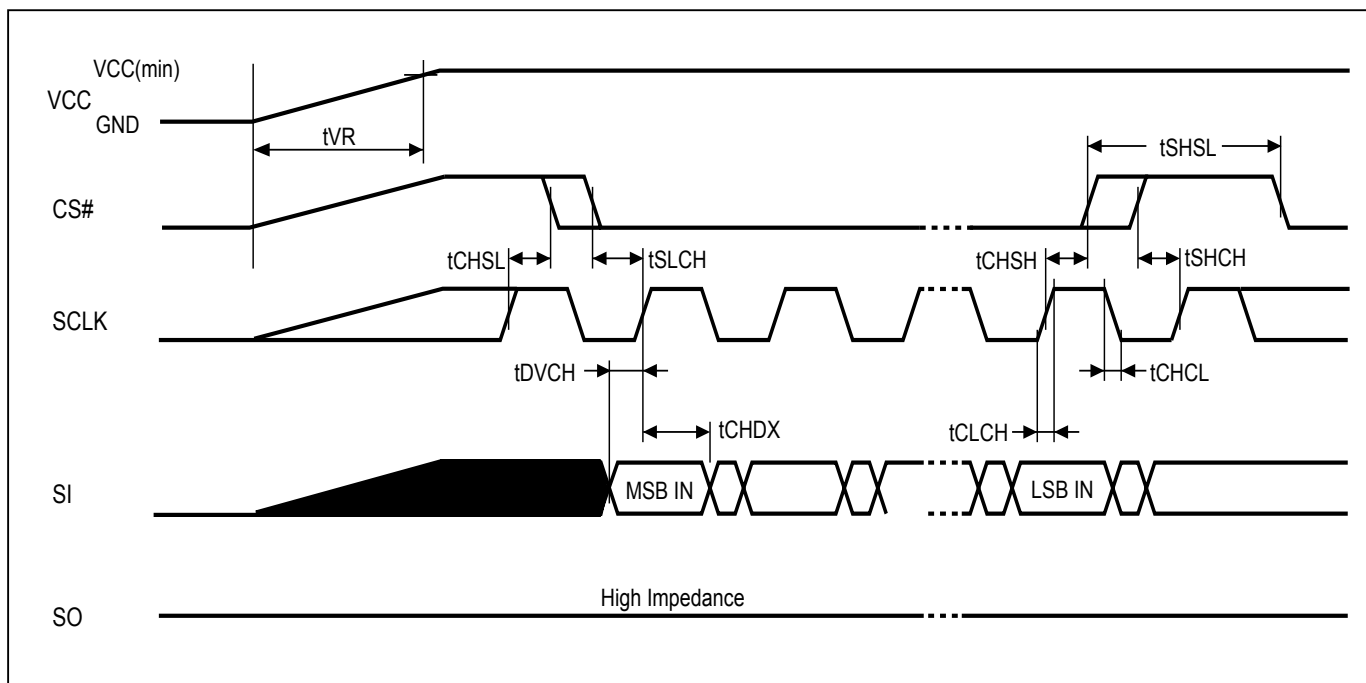 VCC(min)
VCC
GND
tVR
tSHSL
CS#
tCHSL
tSLCH
tCHSH
tSHCH
SCLK
tDVCH
tCHCL
tCHDX
tCLCH
SI
MSB IN
LSB IN
High Impedance
SO